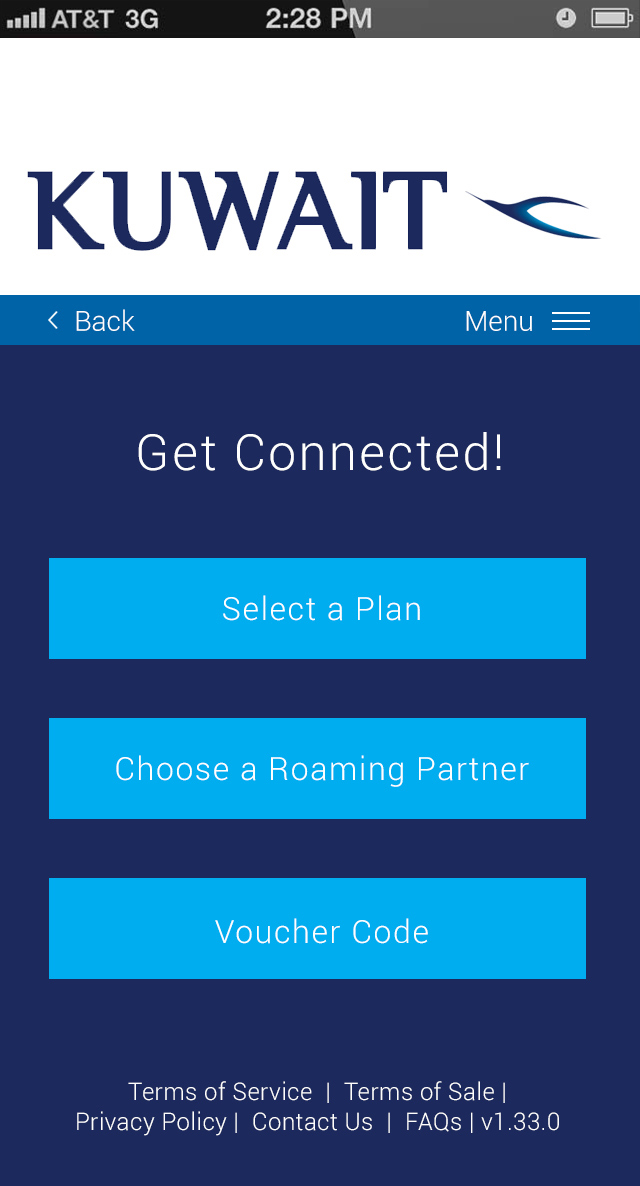 AT&T 3G 2:28 PM
KUWAIT
Back Menu
Get Connected!
Select a Plan
Choose a Roaming Partner
Voucher Code
Terms of Service | Terms of Sale |
Privacy Policy | Contact Us | FAQs | v1.33.0